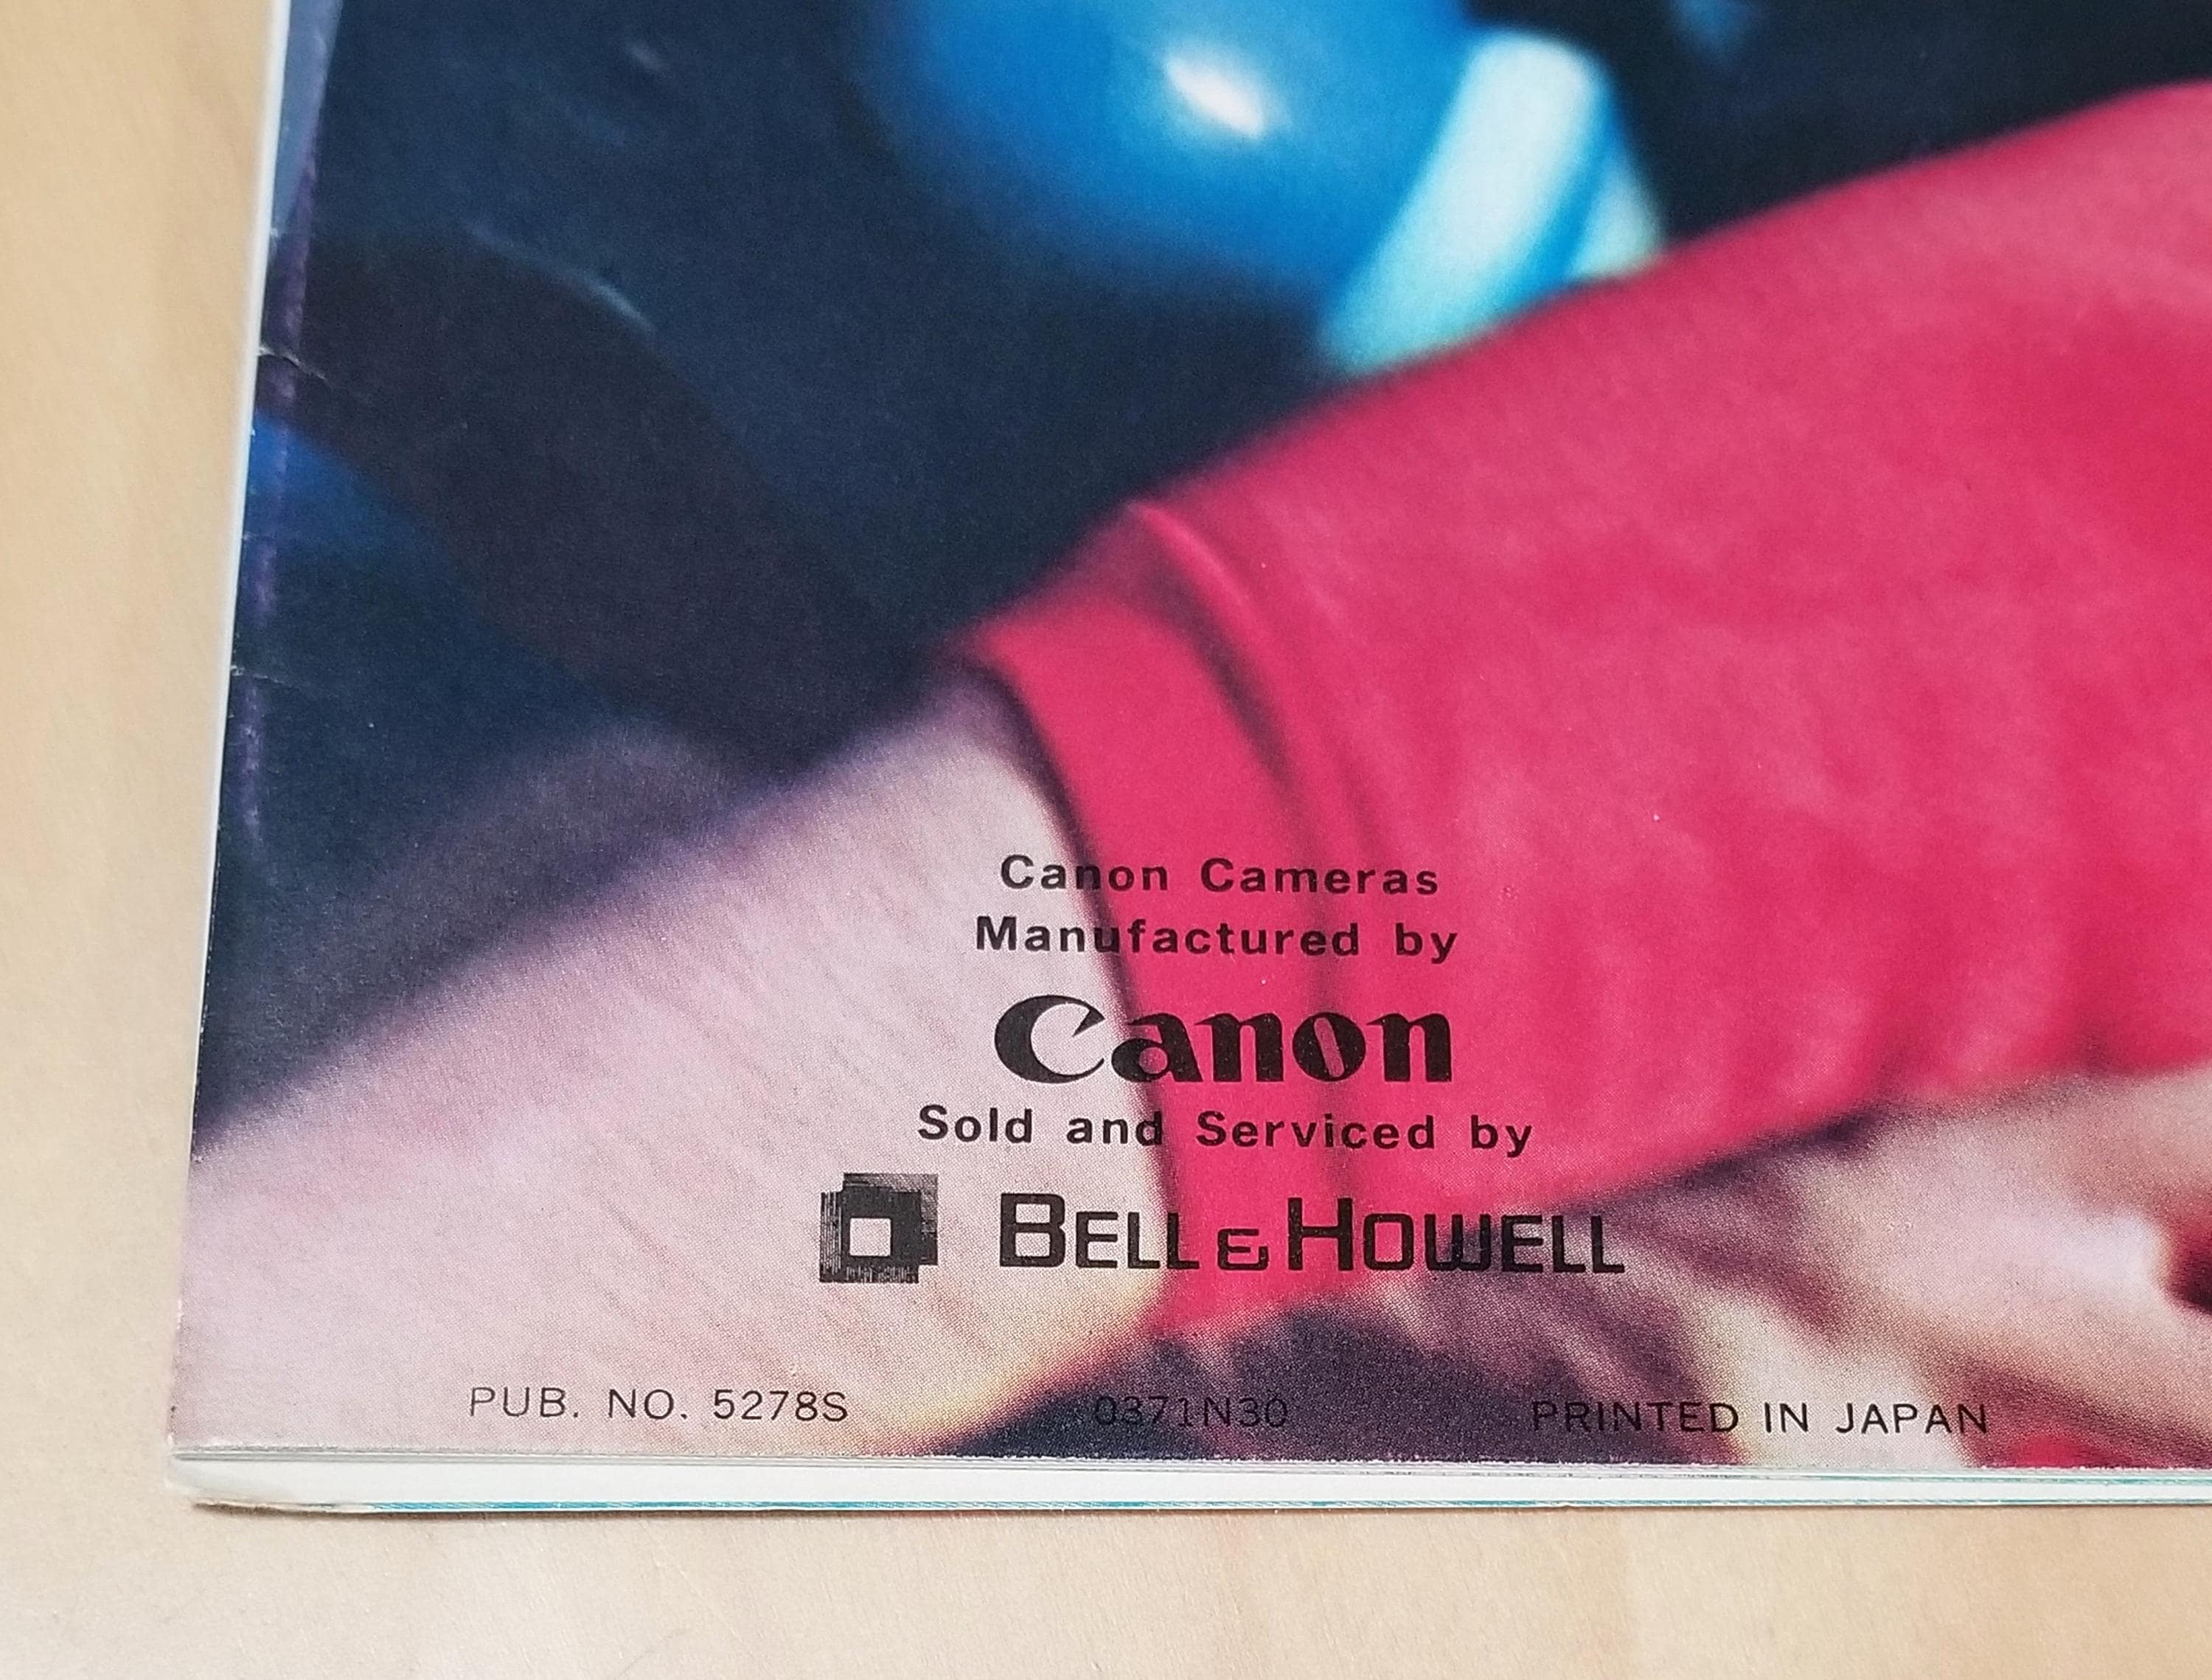 Canon Cameras
Manufactured by
Canon
Sold and Serviced by
BELL & HOWELL
PUB. NO. 5278S 0371N30 PRINTED IN JAPAN